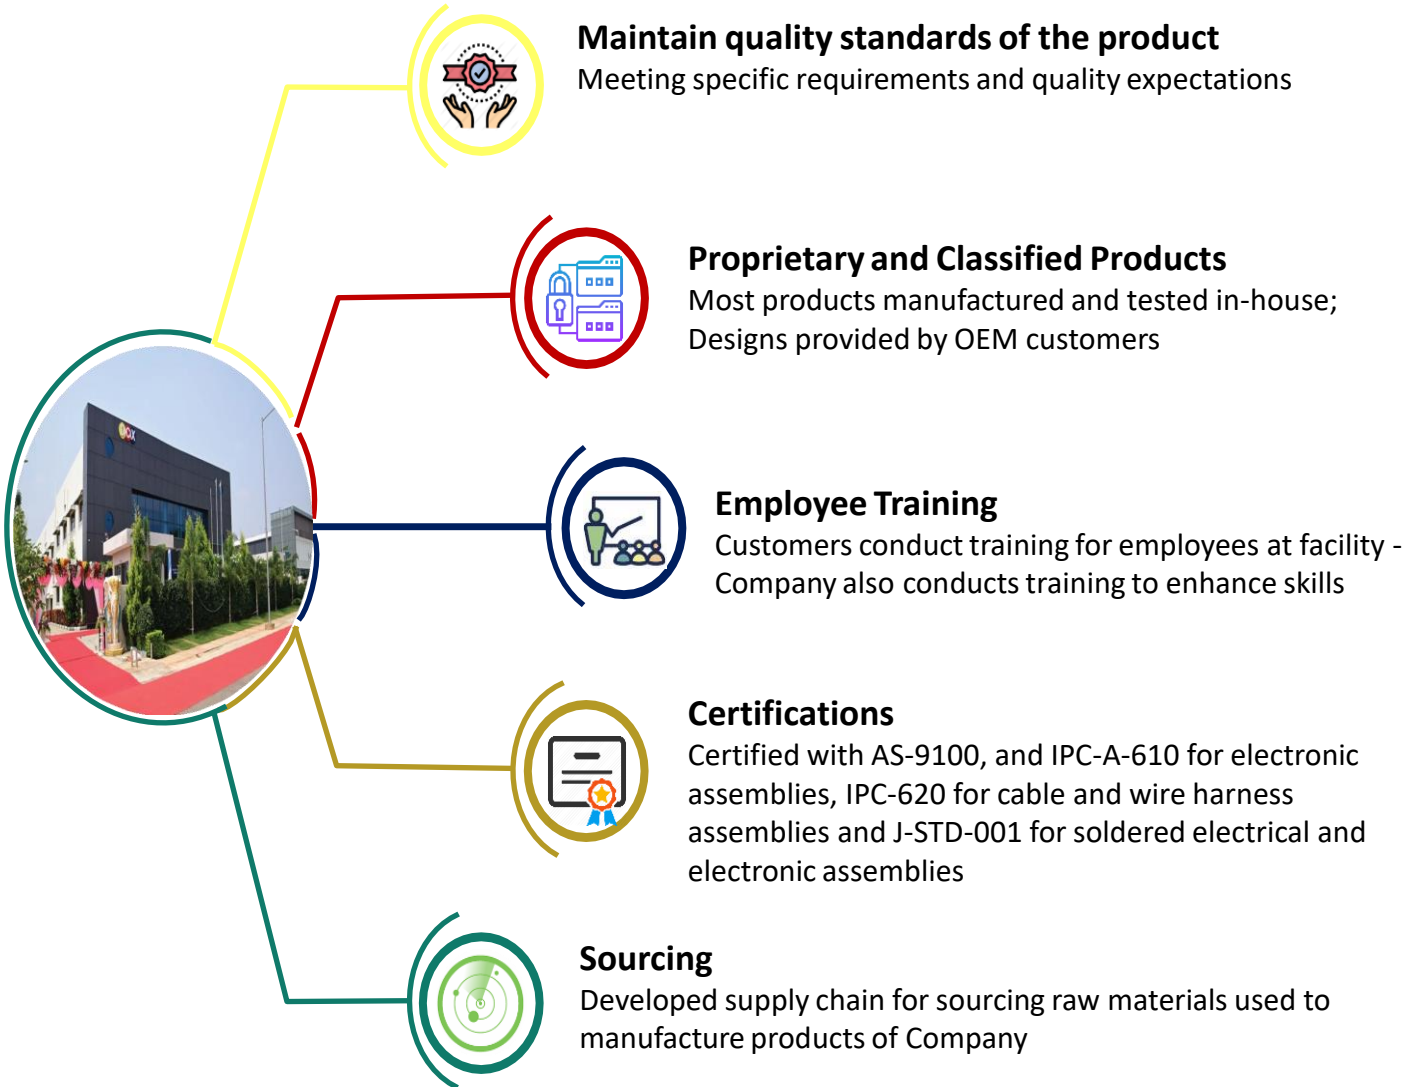 Maintain quality standards of the product
Meeting specific requirements and quality expectations
Proprietary and Classified Products
Most products manufactured and tested in-house;
Designs provided by OEM customers
Employee Training
Customers conduct training for employees at facility -
Company also conducts training to enhance skills
Certifications
Certified with AS-9100, and IPC-A-610 for electronic
assemblies, IPC-620 for cable and wire harness
assemblies and J-STD-001 for soldered electrical and
electronic assemblies
Sourcing
Developed supply chain for sourcing raw materials used to
manufacture products of Company